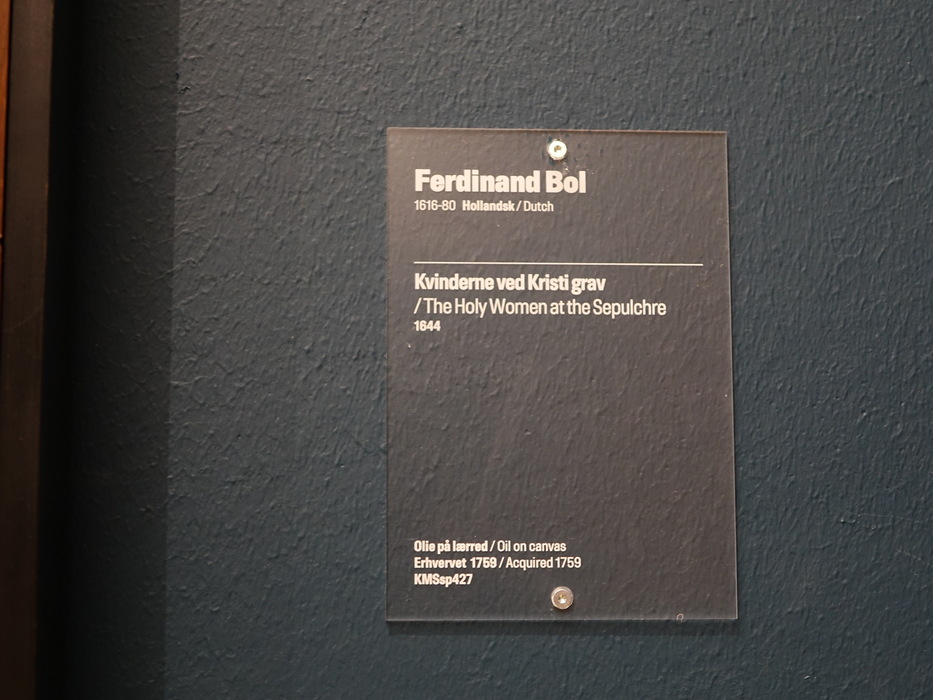 Ferdinand Bol
1616-80 Hollandsk / Dutch
Kvinderne ved Kristi grav
/ The Holy Women at the Sepulchre
1644
Olie på lærred / Oil on canvas
Erhvervet 1759 / Acquired 1759
KMSsp427